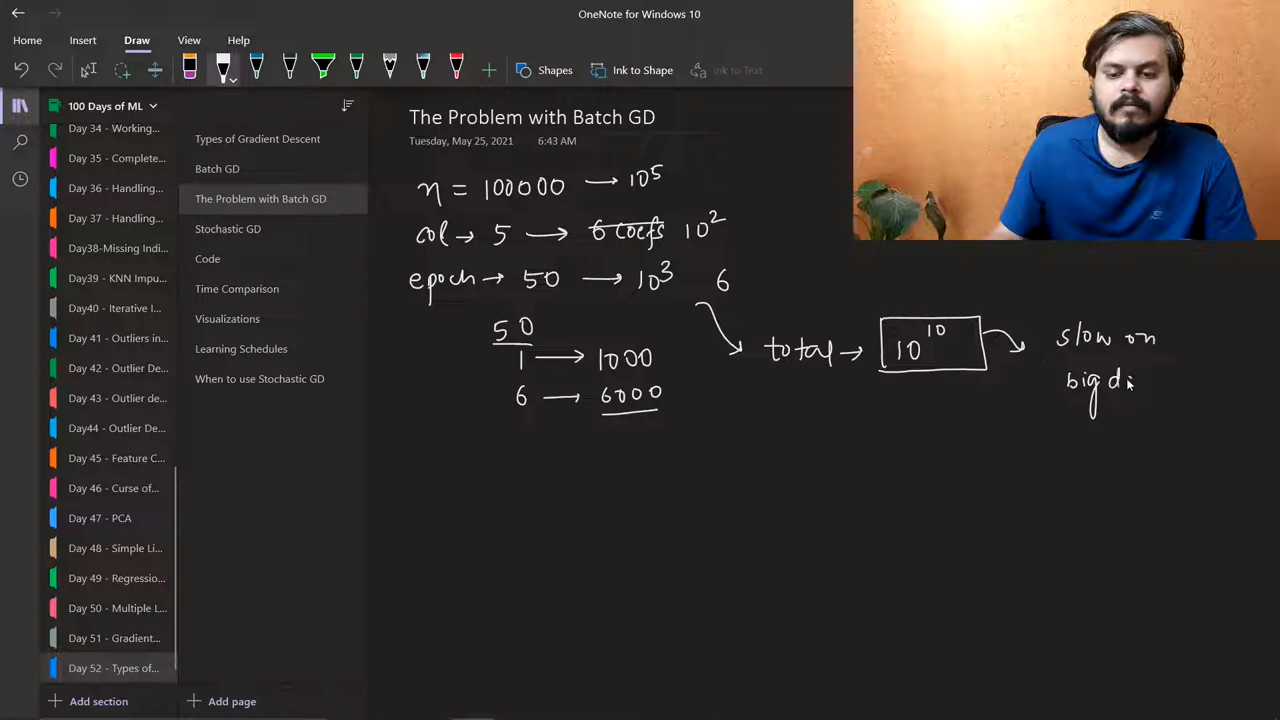 OneNote for Windows 10
Home Insert Draw View Help
Shapes Ink to Shape Ink to Text
100 Days of ML
Day 34 - Working...
Day 35 - Complete...
Day 36 - Handling...
Day 37 - Handling...
Day38-Missing Indi...
Day39 - KNN Impu...
Day40 - Iterative I...
Day 41 - Outliers in...
Day 42 - Outlier De...
Day 43 - Outlier de...
Day44 - Outlier De...
Day 45 - Feature C...
Day 46 - Curse of...
Day 47 - PCA
Day 48 - Simple Li...
Day 49 - Regressio...
Day 50 - Multiple L...
Day 51 - Gradient...
Day 52 - Types of...
Add section
Types of Gradient Descent
Batch GD
The Problem with Batch GD
Stochastic GD
Code
Time Comparison
Visualizations
Learning Schedules
When to use Stochastic GD
Add page
The Problem with Batch GD
Tuesday, May 25, 2021 6:43 AM
n = 100000 → 10⁵
col → 5 → 6 coefs 10²
epoch → 50 → 10³ 6
50
1 → 1000
6 → 6000
total → 10¹⁰
slow on
big d